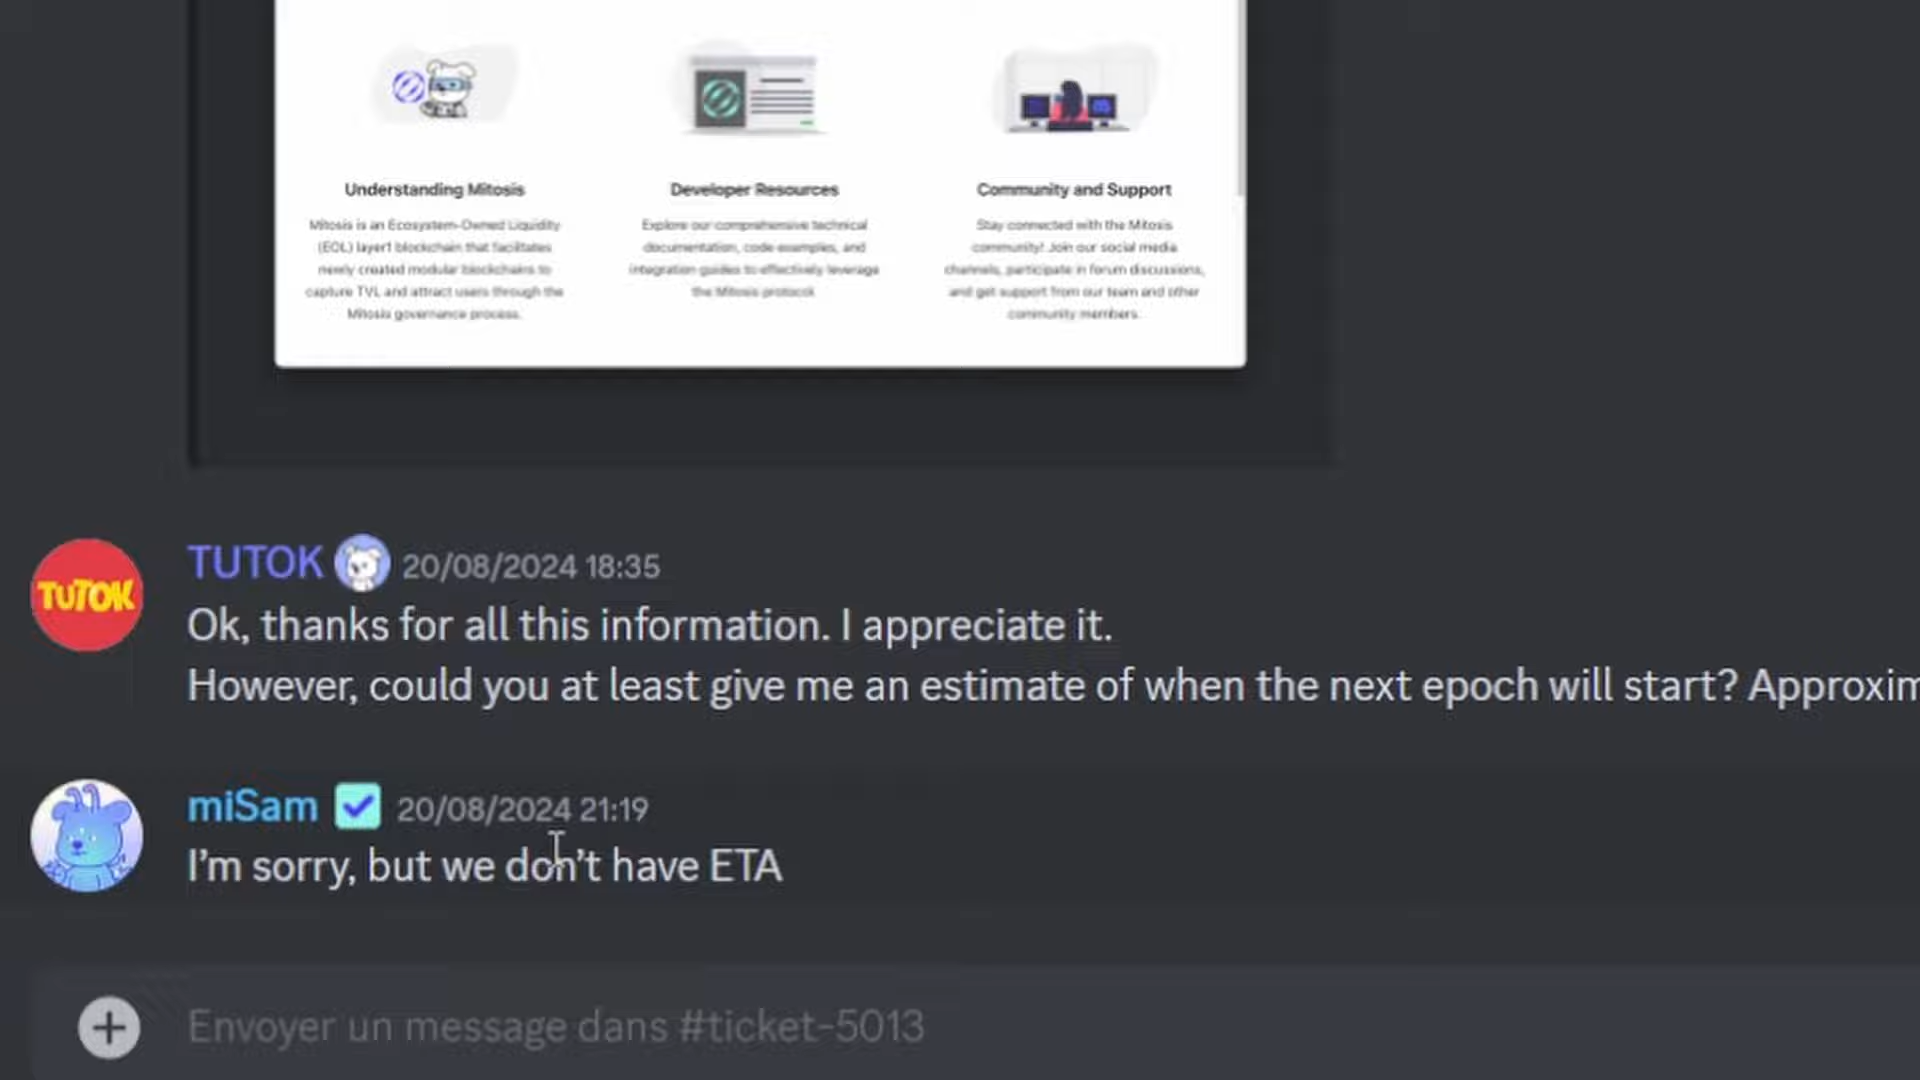 Understanding Mitosis
Mitosis is an Ecosystem-Owned Liquidity
(EOL) layer1 blockchain that facilitates
newly created modular blockchains to
capture TVL and attract users through the
Mitosis governance process.
Developer Resources
Explore our comprehensive technical
documentation, code examples, and
integration guides to effectively leverage
the Mitosis protocol.
Community and Support
Stay connected with the Mitosis
community! Join our social media
channels, participate in forum discussions,
and get support from our team and other
community members.
TUTOK
TUTOK 20/08/2024 18:35
Ok, thanks for all this information. I appreciate it.
However, could you at least give me an estimate of when the next epoch will start? Approxim
miSam 20/08/2024 21:19
I'm sorry, but we don't have ETA
Envoyer un message dans #ticket-5013